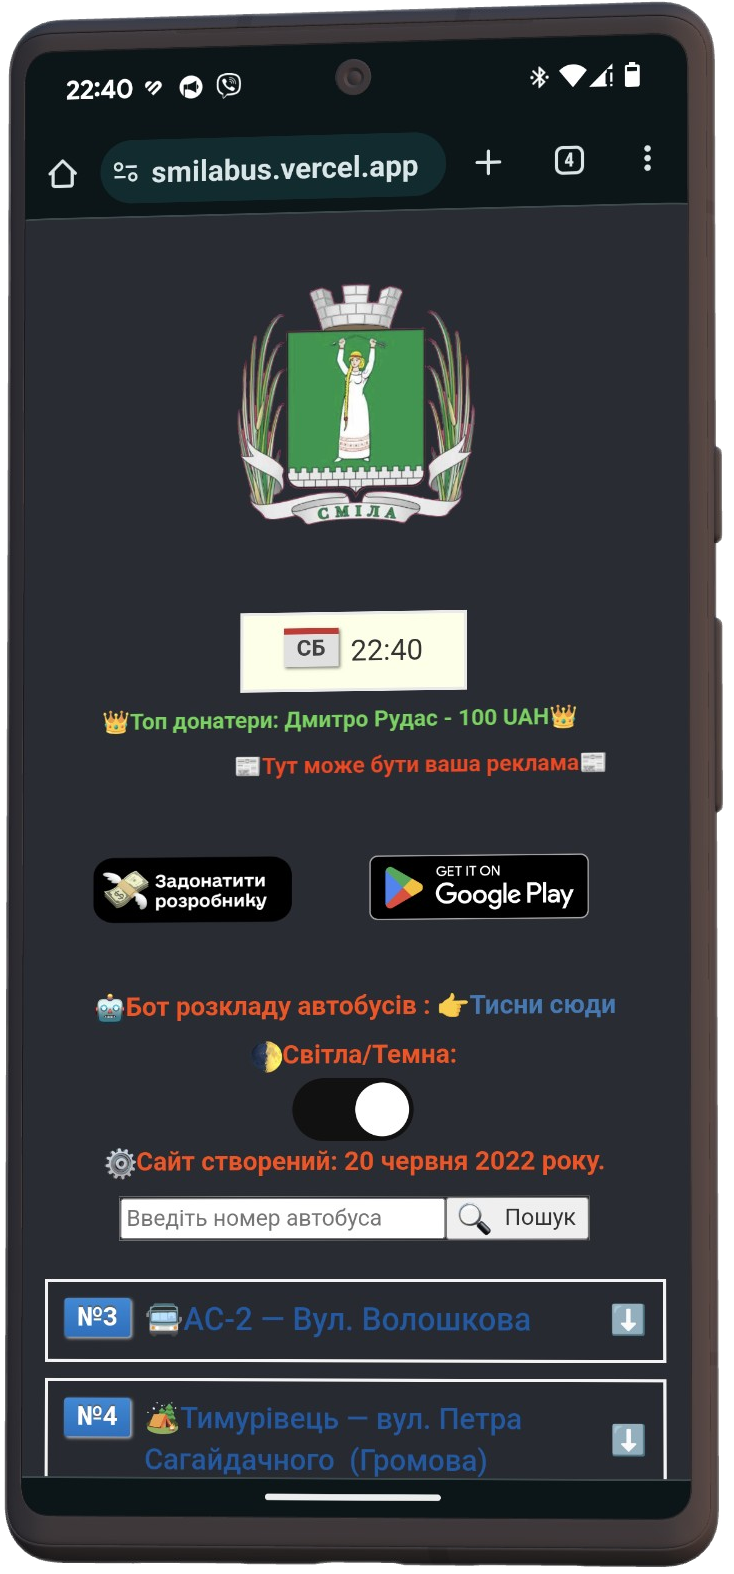 22:40
smilabus.vercel.app
4
СМІЛА
СБ 22:40
Топ донатери: Дмитро Рудас - 100 UAH
Тут може бути ваша реклама
Задонатити
розробнику
GET IT ON
Google Play
Бот розкладу автобусів : Тисни сюди
Світла/Темна:
Сайт створений: 20 червня 2022 року.
Введіть номер автобуса
Пошук
№3 АС-2 — Вул. Волошкова
№4 Тимурівець — вул. Петра
Сагайдачного (Громова)